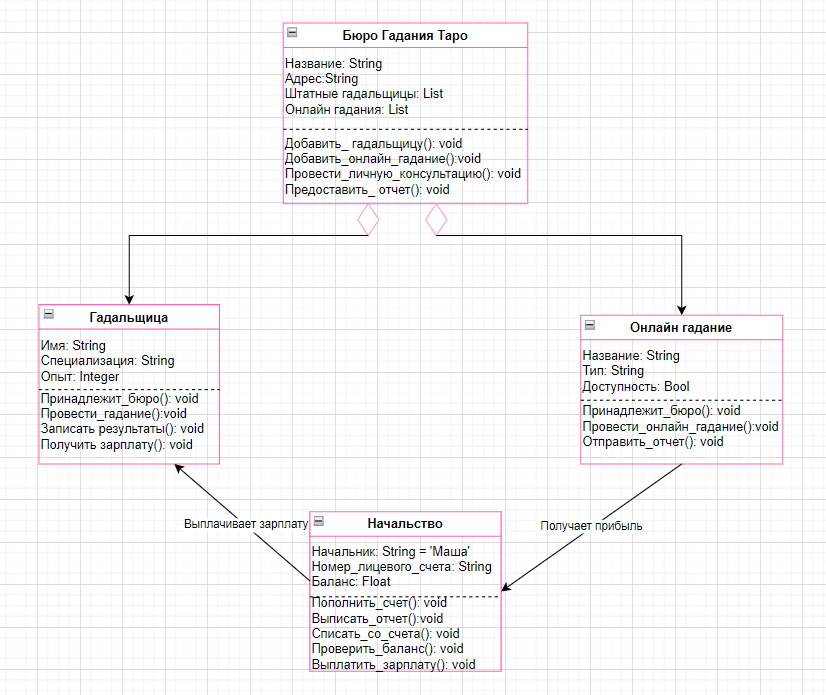 Бюро Гадания Таро
Название: String
Адрес:String
Штатные гадальщицы: List
Онлайн гадания: List
Добавить_ гадальщицу(): void
Добавить_онлайн_гадание():void
Провести_личную_консультацию(): void
Предоставить_ отчет(): void
Гадальщица
Имя: String
Специализация: String
Опыт: Integer
Принадлежит_бюро(): void
Провести_гадание():void
Записать результаты(): void
Получить зарплату(): void
Онлайн гадание
Название: String
Тип: String
Доступность: Bool
Принадлежит_бюро(): void
Провести_онлайн_гадание():void
Отправить_отчет(): void
Выплачивает зарплату
Получает прибыль
Начальство
Начальник: String = 'Маша'
Номер_лицевого_счета: String
Баланс: Float
Пополнить_счет(): void
Выписать_отчет():void
Списать_со_счета(): void
Проверить_баланс(): void
Выплатить_зарплату(): void